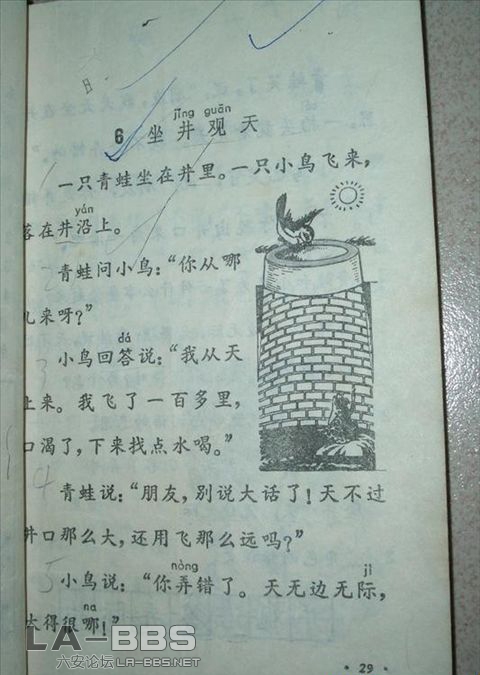 日
jǐng guān
6 坐井观天
一只青蛙坐在井里。一只小鸟飞来，
yán
落在井沿上。
青蛙问小鸟：“你从哪
儿来呀？”
dá
3 小鸟回答说：“我从天
上来。我飞了一百多里，
口渴了，下来找点水喝。”
4 青蛙说：“朋友，别说大话了！天不过
井口那么大，还用飞那么远吗？”
nòng jì
5 小鸟说：“你弄错了。天无边无际，
na
大得很哪！”
LA-BBS
六安论坛 LA-BBS.NET
·29·